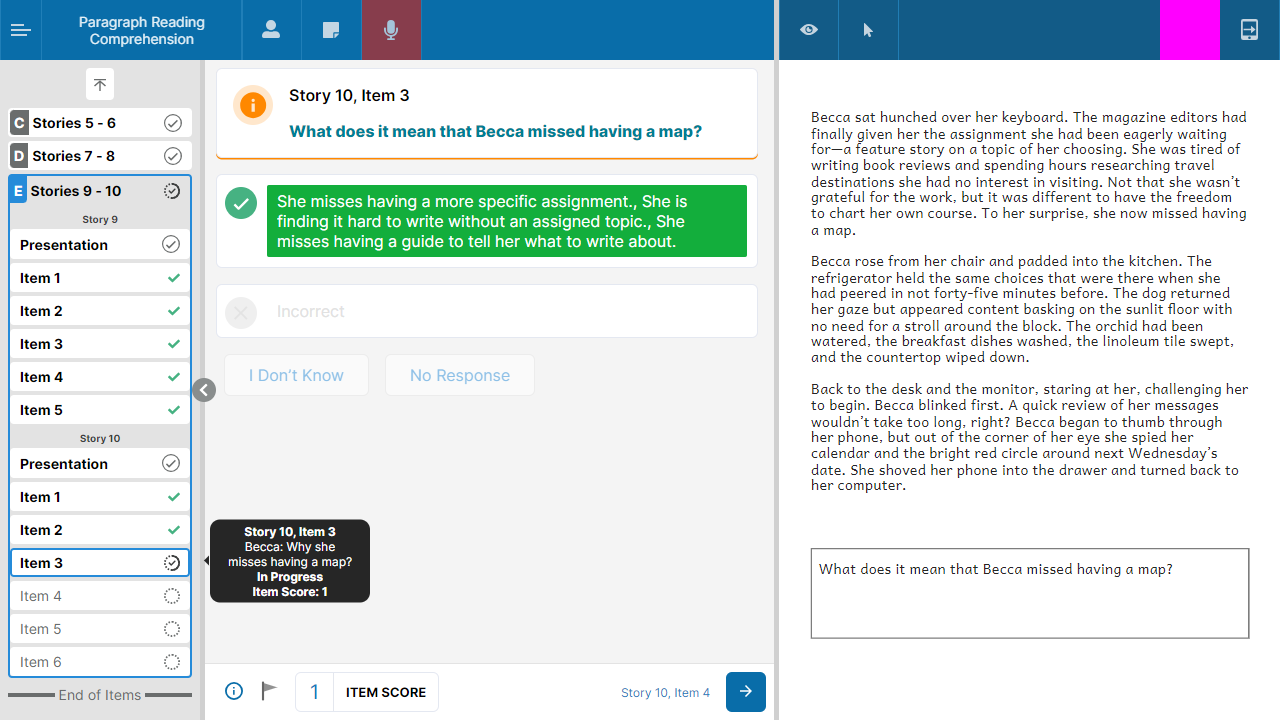 Paragraph Reading
Comprehension
C Stories 5 - 6
D Stories 7 - 8
E Stories 9 - 10
Story 9
Presentation
Item 1
Item 2
Item 3
Item 4
Item 5
Story 10
Presentation
Item 1
Item 2
Item 3
Item 4
Item 5
Item 6
End of Items
Story 10, Item 3
What does it mean that Becca missed having a map?
She misses having a more specific assignment., She is
finding it hard to write without an assigned topic., She
misses having a guide to tell her what to write about.
Incorrect
I Don't Know
No Response
Story 10, Item 3
Becca: Why she
misses having a map?
In Progress
Item Score: 1
1 ITEM SCORE
Story 10, Item 4
Becca sat hunched over her keyboard. The magazine editors had
finally given her the assignment she had been eagerly waiting
for—a feature story on a topic of her choosing. She was tired of
writing book reviews and spending hours researching travel
destinations she had no interest in visiting. Not that she wasn't
grateful for the work, but it was different to have the freedom
to chart her own course. To her surprise, she now missed having
a map.
Becca rose from her chair and padded into the kitchen. The
refrigerator held the same choices that were there when she
had peered in not forty-five minutes before. The dog returned
her gaze but appeared content basking on the sunlit floor with
no need for a stroll around the block. The orchid had been
watered, the breakfast dishes washed, the linoleum tile swept,
and the countertop wiped down.
Back to the desk and the monitor, staring at her, challenging her
to begin. Becca blinked first. A quick review of her messages
wouldn't take too long, right? Becca began to thumb through
her phone, but out of the corner of her eye she spied her
calendar and the bright red circle around next Wednesday's
date. She shoved her phone into the drawer and turned back to
her computer.
What does it mean that Becca missed having a map?